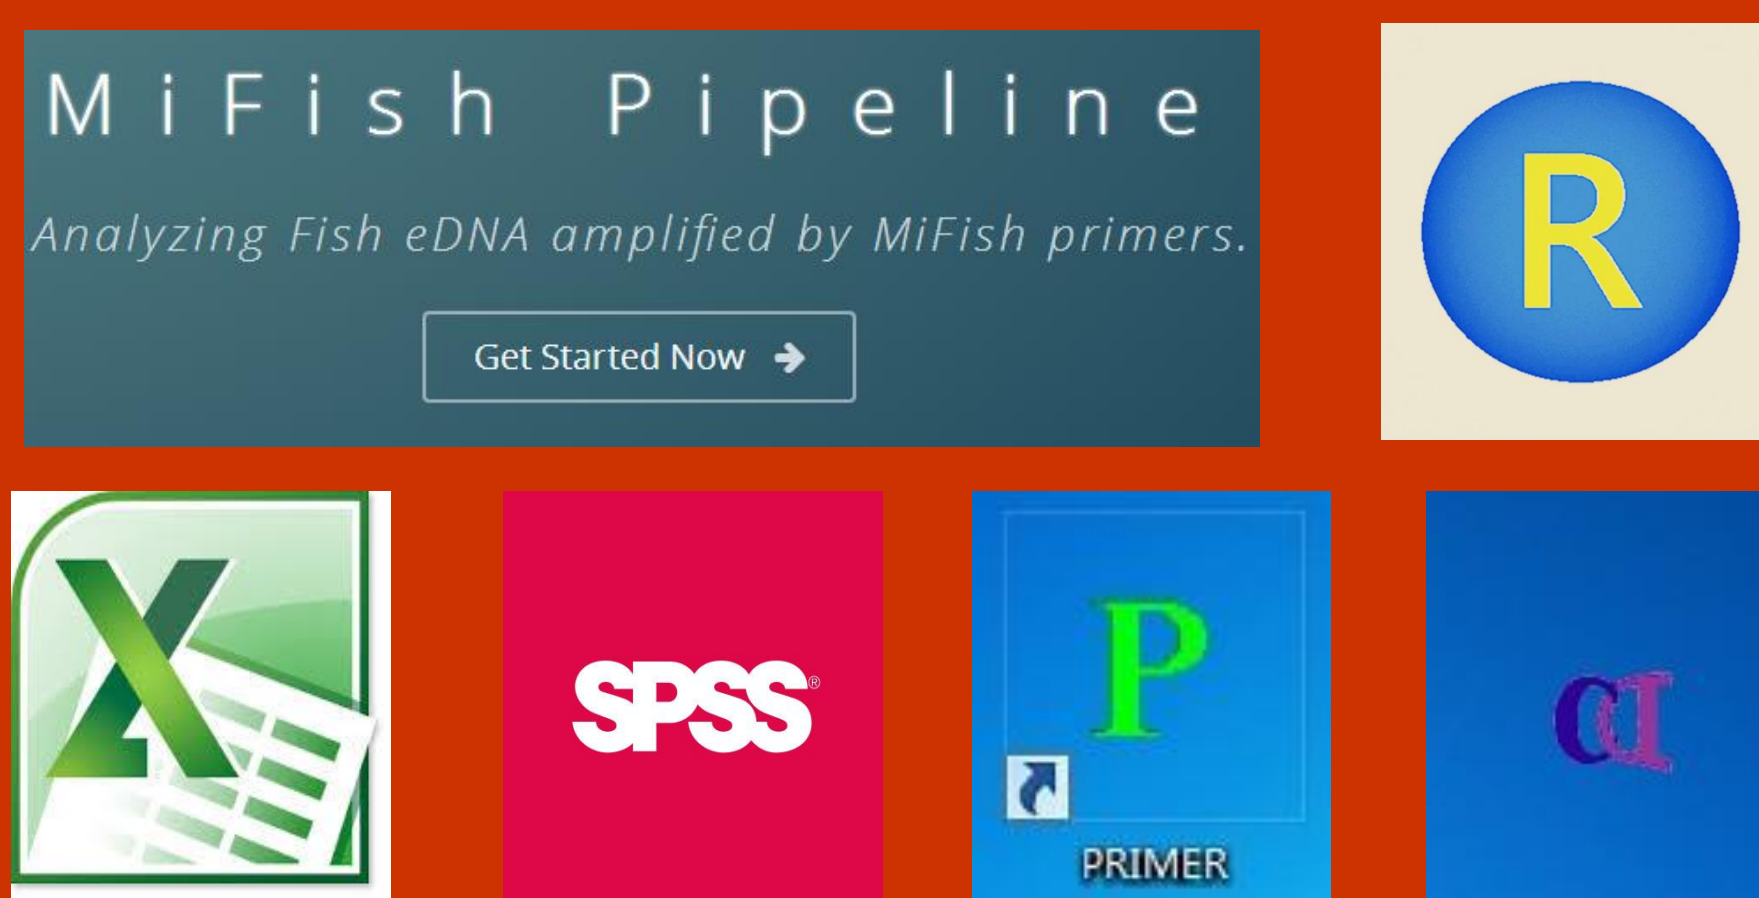 MiFish Pipeline
Analyzing Fish eDNA amplified by MiFish primers.
Get Started Now
R
X
SPSS®
P
PRIMER